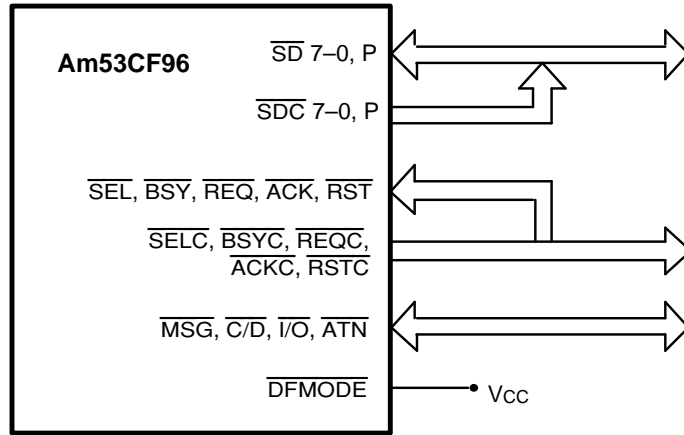 Am53CF96
SD 7–0, P
SDC 7–0, P
SEL, BSY, REQ, ACK, RST
SELC, BSYC, REQC,
ACKC, RSTC
MSG, C/D, I/O, ATN
DFMODE
VCC